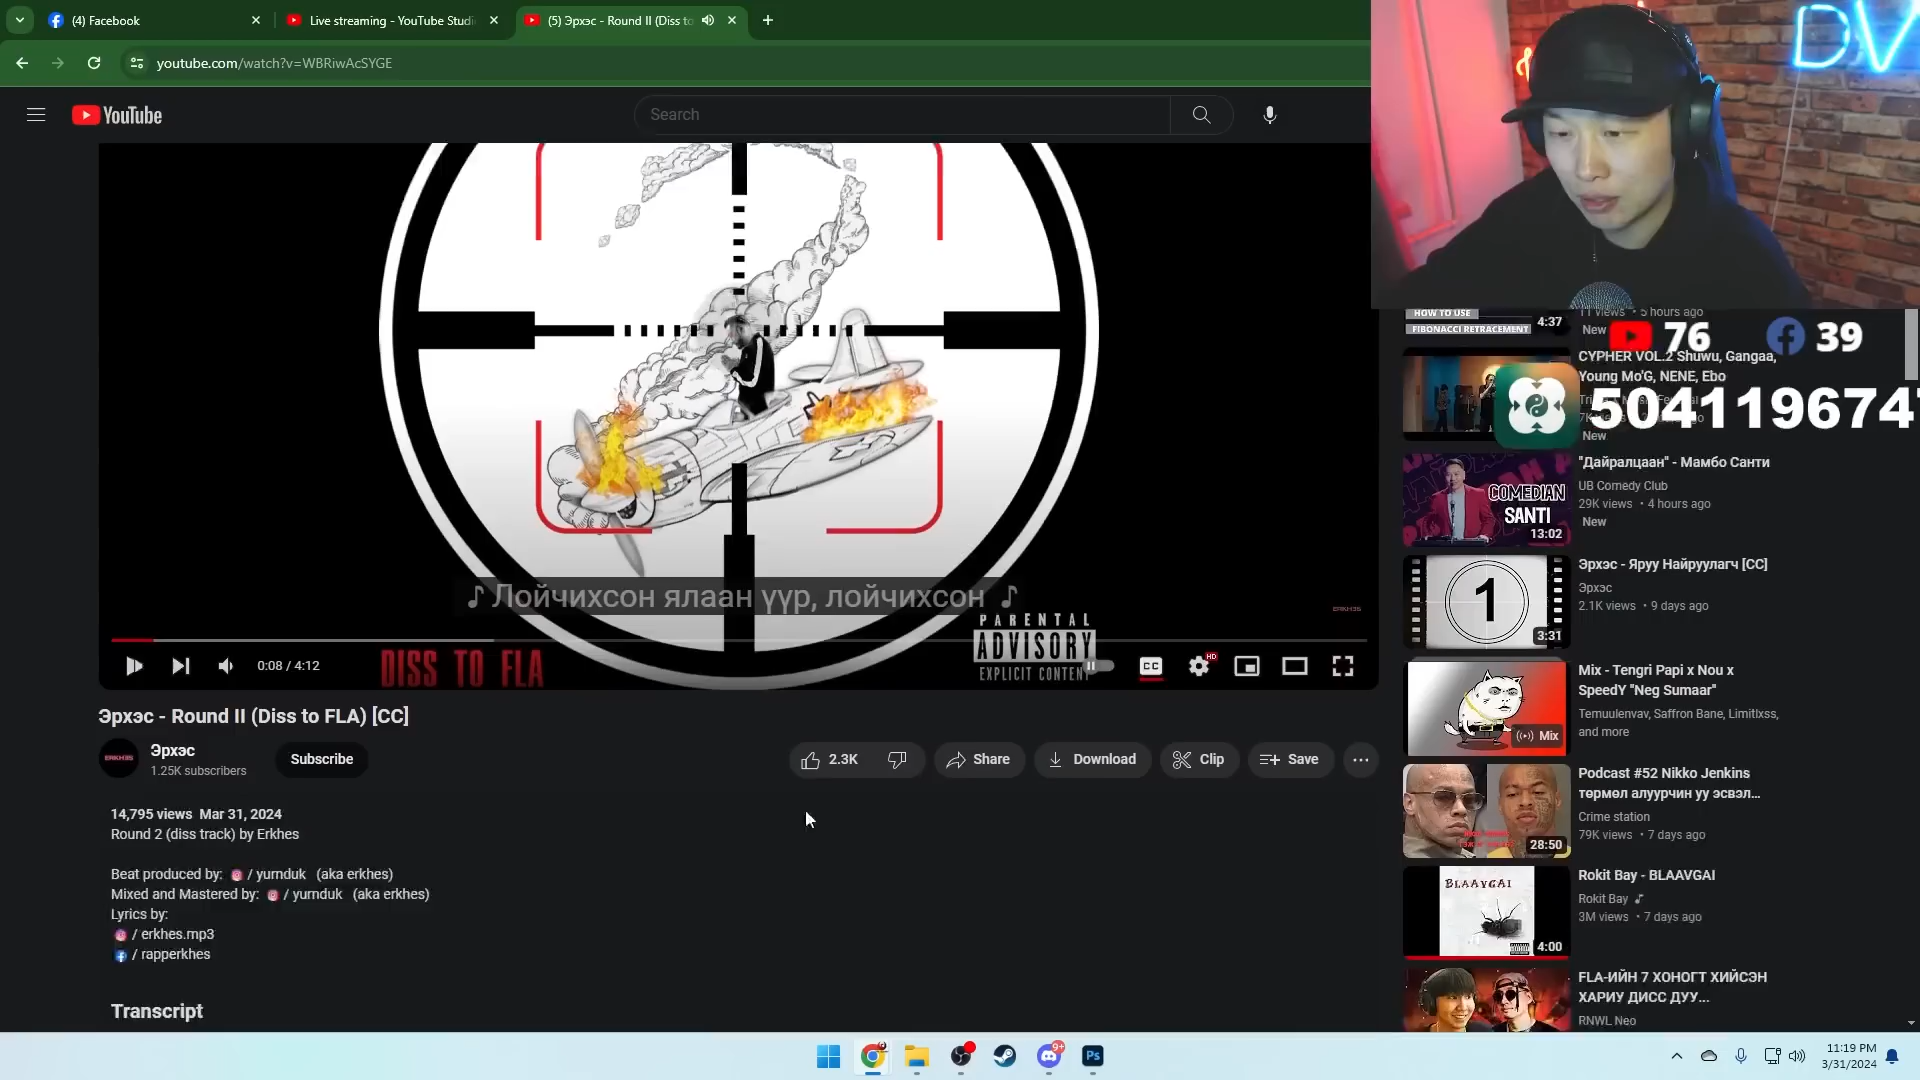 (4) Facebook
Live streaming - YouTube Studi
(5) Эрхэс - Round II (Diss to
youtube.com/watch?v=WBRiwAcSYGE
YouTube
Search
DV
♪ Лойчихсон ялаан үүр, лойчихсон ♪
ERKH3S
PARENTAL
ADVISORY
EXPLICIT CONTENT
0:08 / 4:12
DISS TO FLA
CC
HD
Эрхэс - Round II (Diss to FLA) [CC]
ERKH3S
Эрхэс
1.25K subscribers
Subscribe
2.3K
Share
Download
Clip
Save
14,795 views Mar 31, 2024
Round 2 (diss track) by Erkhes
Beat produced by: / yurnduk (aka erkhes)
Mixed and Mastered by: / yurnduk (aka erkhes)
Lyrics by:
/ erkhes.mp3
/ rapperkhes
Transcript
HOW TO USE
FIBONACCI RETRACEMENT
4:37
11 views • 5 hours ago
New
76
39
CYPHER VOL.2 Shuwu, Gangaa,
Young Mo'G, NENE, Ebo
504119674
New
COMEDIAN
SANTI
13:02
"Дайралцаан" - Мамбо Санти
UB Comedy Club
29K views • 4 hours ago
New
1
3:31
Эрхэс - Яруу Найруулагч [CC]
Эрхэс
2.1K views • 9 days ago
Mix
Mix - Tengri Papi x Nou x
SpeedY "Neg Sumaar"
Temuulenvav, Saffron Bane, Limitlxss,
and more
28:50
Podcast #52 Nikko Jenkins
төрмөл алуурчин уу эсвэл...
Crime station
79K views • 7 days ago
BLAAVGAI
4:00
Rokit Bay - BLAAVGAI
Rokit Bay
3M views • 7 days ago
FLA-ИЙН 7 ХОНОГТ ХИЙСЭН
ХАРИУ ДИСС ДУУ...
RNWL Neo
9+
Ps
11:19 PM
3/31/2024